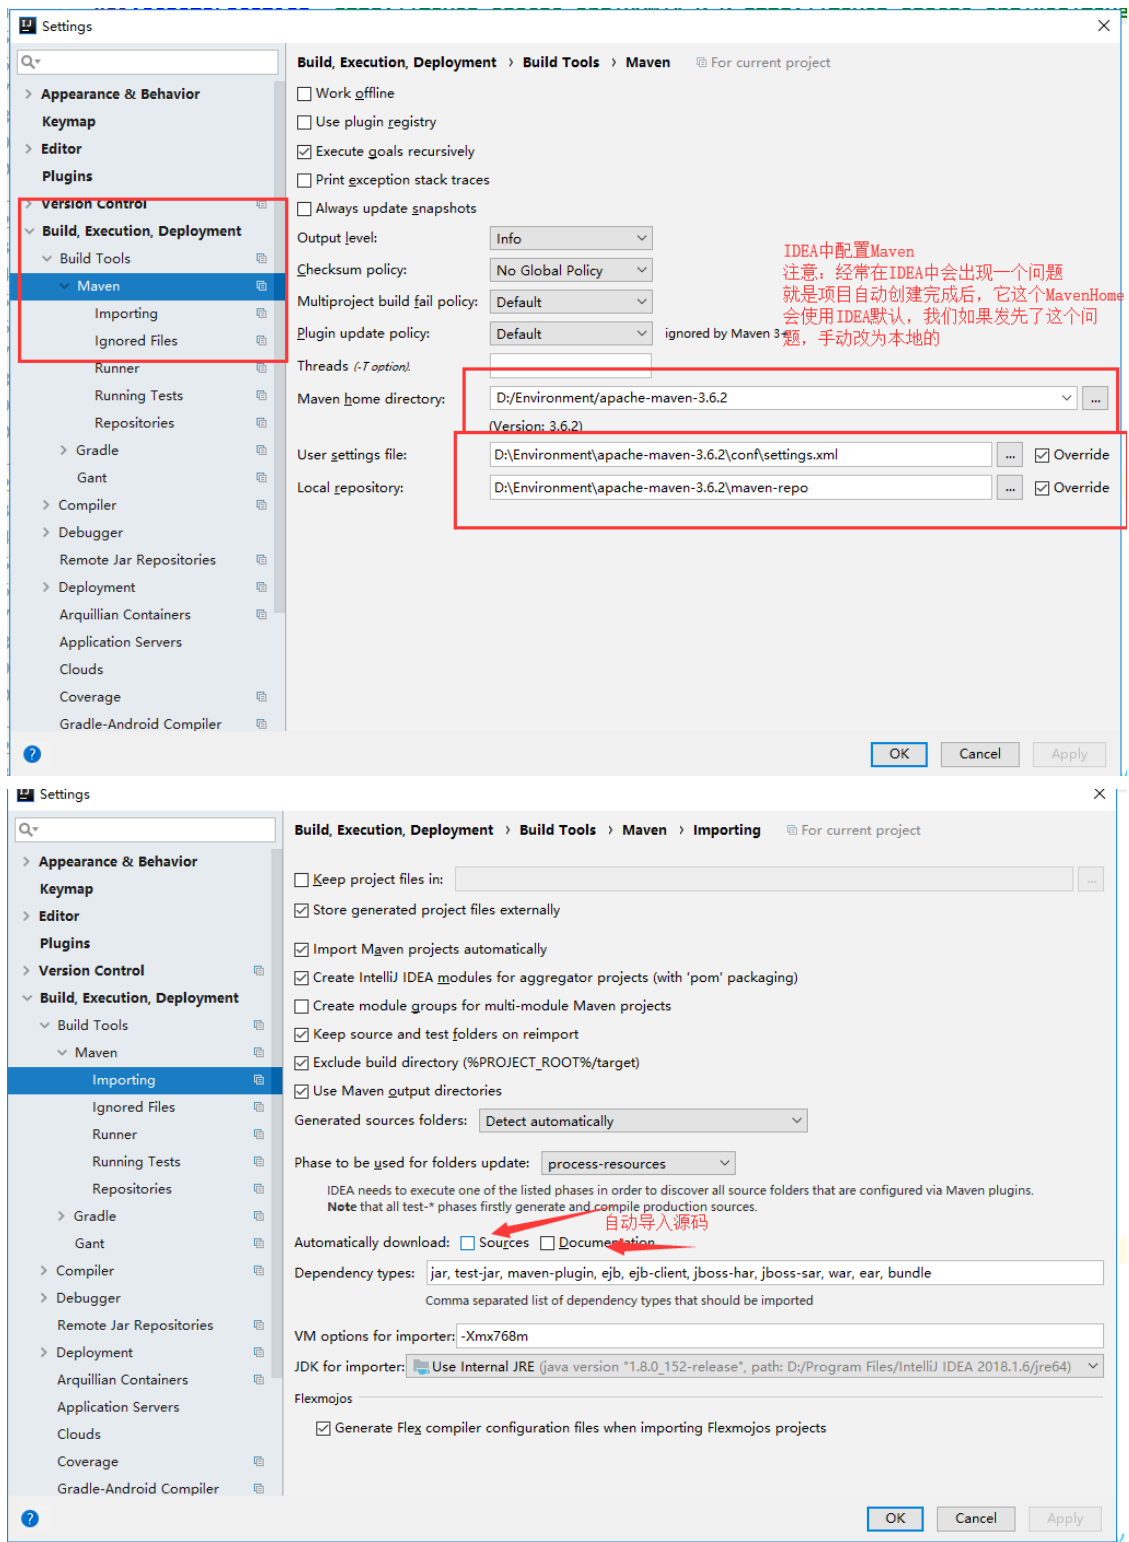 Settings
Build, Execution, Deployment › Build Tools › Maven For current project
Appearance & Behavior
Keymap
Editor
Plugins
Version Control
Build, Execution, Deployment
Build Tools
Maven
Importing
Ignored Files
Runner
Running Tests
Repositories
Gradle
Gant
Compiler
Debugger
Remote Jar Repositories
Deployment
Arquillian Containers
Application Servers
Clouds
Coverage
Gradle-Android Compiler
Work offline
Use plugin registry
Execute goals recursively
Print exception stack traces
Always update snapshots
Output level: Info
Checksum policy: No Global Policy
Multiproject build fail policy: Default
Plugin update policy: Default ignored by Maven 3+
Threads (-T option).
Maven home directory: D:/Environment/apache-maven-3.6.2 ...
(Version: 3.6.2)
User settings file: D:\Environment\apache-maven-3.6.2\conf\settings.xml ... Override
Local repository: D:\Environment\apache-maven-3.6.2\maven-repo ... Override
IDEA中配置Maven
注意：经常在IDEA中会出现一个问题
就是项目自动创建完成后，它这个MavenHome
会使用IDEA默认，我们如果发先了这个问
题，手动改为本地的
? OK Cancel Apply
Settings
Build, Execution, Deployment › Build Tools › Maven › Importing For current project
Appearance & Behavior
Keymap
Editor
Plugins
Version Control
Build, Execution, Deployment
Build Tools
Maven
Importing
Ignored Files
Runner
Running Tests
Repositories
Gradle
Gant
Compiler
Debugger
Remote Jar Repositories
Deployment
Arquillian Containers
Application Servers
Clouds
Coverage
Gradle-Android Compiler
Keep project files in: ...
Store generated project files externally
Import Maven projects automatically
Create IntelliJ IDEA modules for aggregator projects (with 'pom' packaging)
Create module groups for multi-module Maven projects
Keep source and test folders on reimport
Exclude build directory (%PROJECT_ROOT%/target)
Use Maven output directories
Generated sources folders: Detect automatically
Phase to be used for folders update: process-resources
IDEA needs to execute one of the listed phases in order to discover all source folders that are configured via Maven plugins.
Note that all test-* phases firstly generate and compile production sources.
自动导入源码
Automatically download: Sources Documentation
Dependency types: jar, test-jar, maven-plugin, ejb, ejb-client, jboss-har, jboss-sar, war, ear, bundle
Comma separated list of dependency types that should be imported
VM options for importer: -Xmx768m
JDK for importer: Use Internal JRE (java version "1.8.0_152-release", path: D:/Program Files/IntelliJ IDEA 2018.1.6/jre64)
Flexmojos
Generate Flex compiler configuration files when importing Flexmojos projects
? OK Cancel Apply